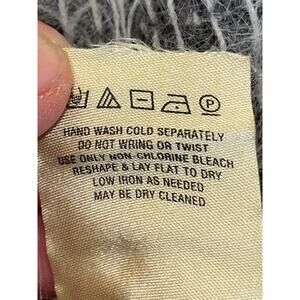 P
HAND WASH COLD SEPARATELY
DO NOT WRING OR TWIST
USE ONLY NON-CHLORINE BLEACH
RESHAPE & LAY FLAT TO DRY
LOW IRON AS NEEDED
MAY BE DRY CLEANED